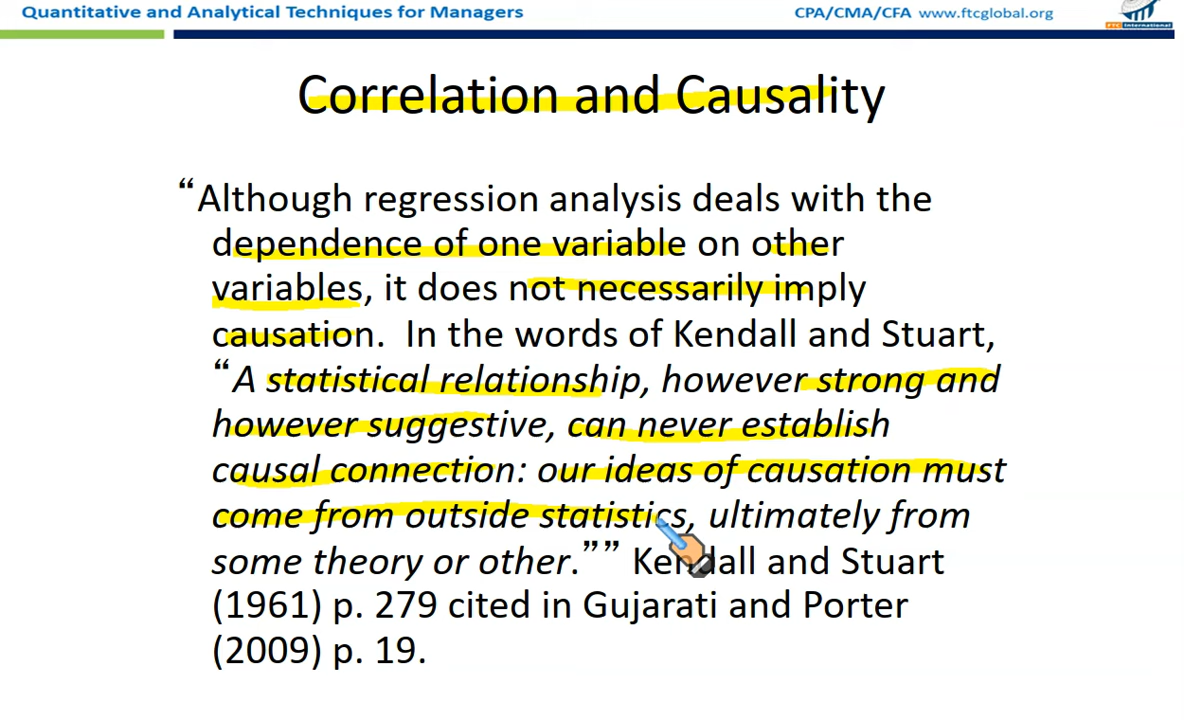 Quantitative and Analytical Techniques for Managers
CPA/CMA/CFA www.ftcglobal.org
FTC International
Correlation and Causality
“Although regression analysis deals with the
dependence of one variable on other
variables, it does not necessarily imply
causation. In the words of Kendall and Stuart,
“A statistical relationship, however strong and
however suggestive, can never establish
causal connection: our ideas of causation must
come from outside statistics, ultimately from
some theory or other.”” Kendall and Stuart
(1961) p. 279 cited in Gujarati and Porter
(2009) p. 19.